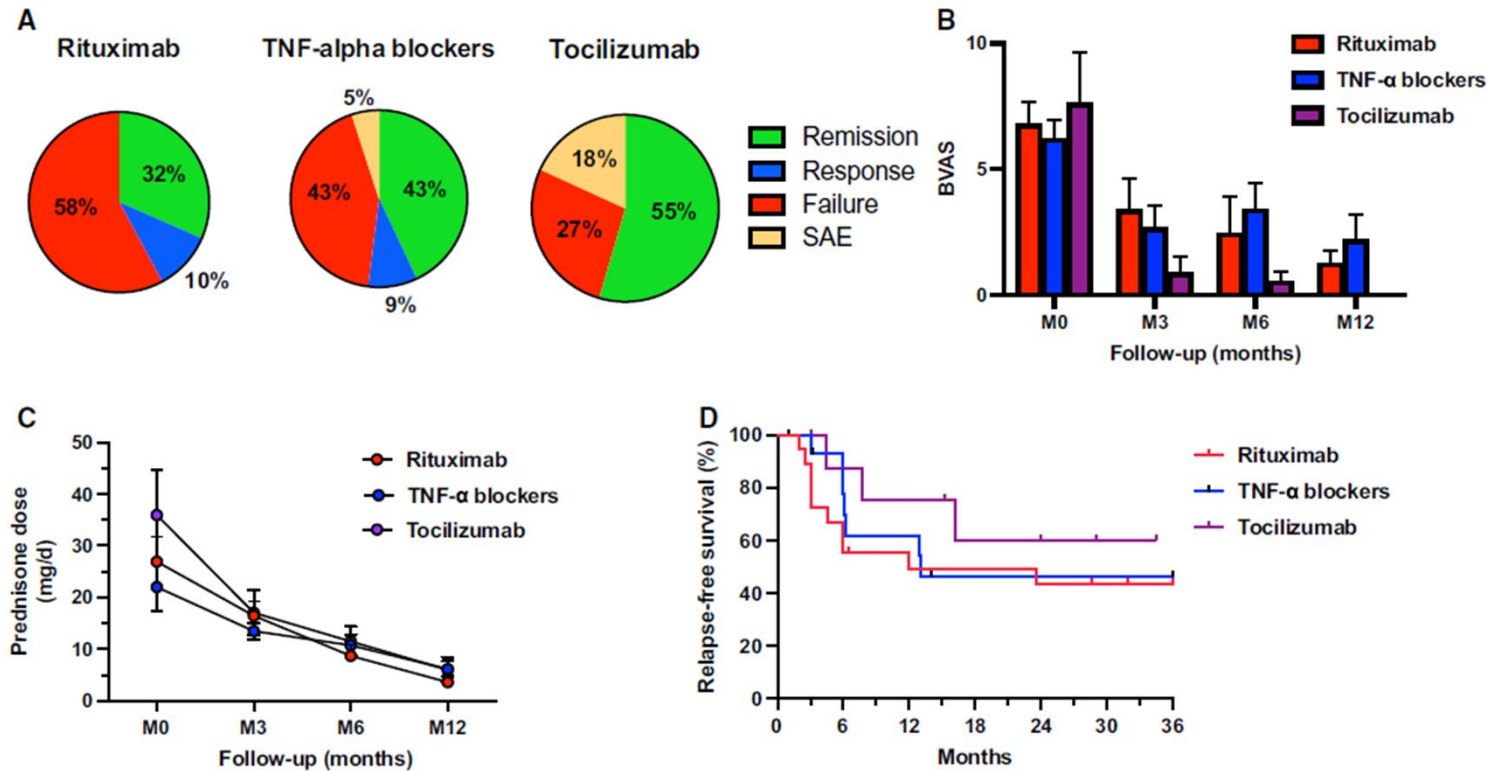 A
Rituximab
TNF-alpha blockers
Tocilizumab
32%
58%
10%
5%
43%
43%
9%
18%
55%
27%
Remission
Response
Failure
SAE
B
BVAS
10
5
0
M0 M3 M6 M12
Follow-up (months)
Rituximab
TNF-α blockers
Tocilizumab
C
Prednisone dose
(mg/d)
50
40
30
20
10
0
M0 M3 M6 M12
Follow-up (months)
Rituximab
TNF-α blockers
Tocilizumab
D
Relapse-free survival (%)
100
80
60
40
20
0
0 6 12 18 24 30 36
Months
Rituximab
TNF-α blockers
Tocilizumab